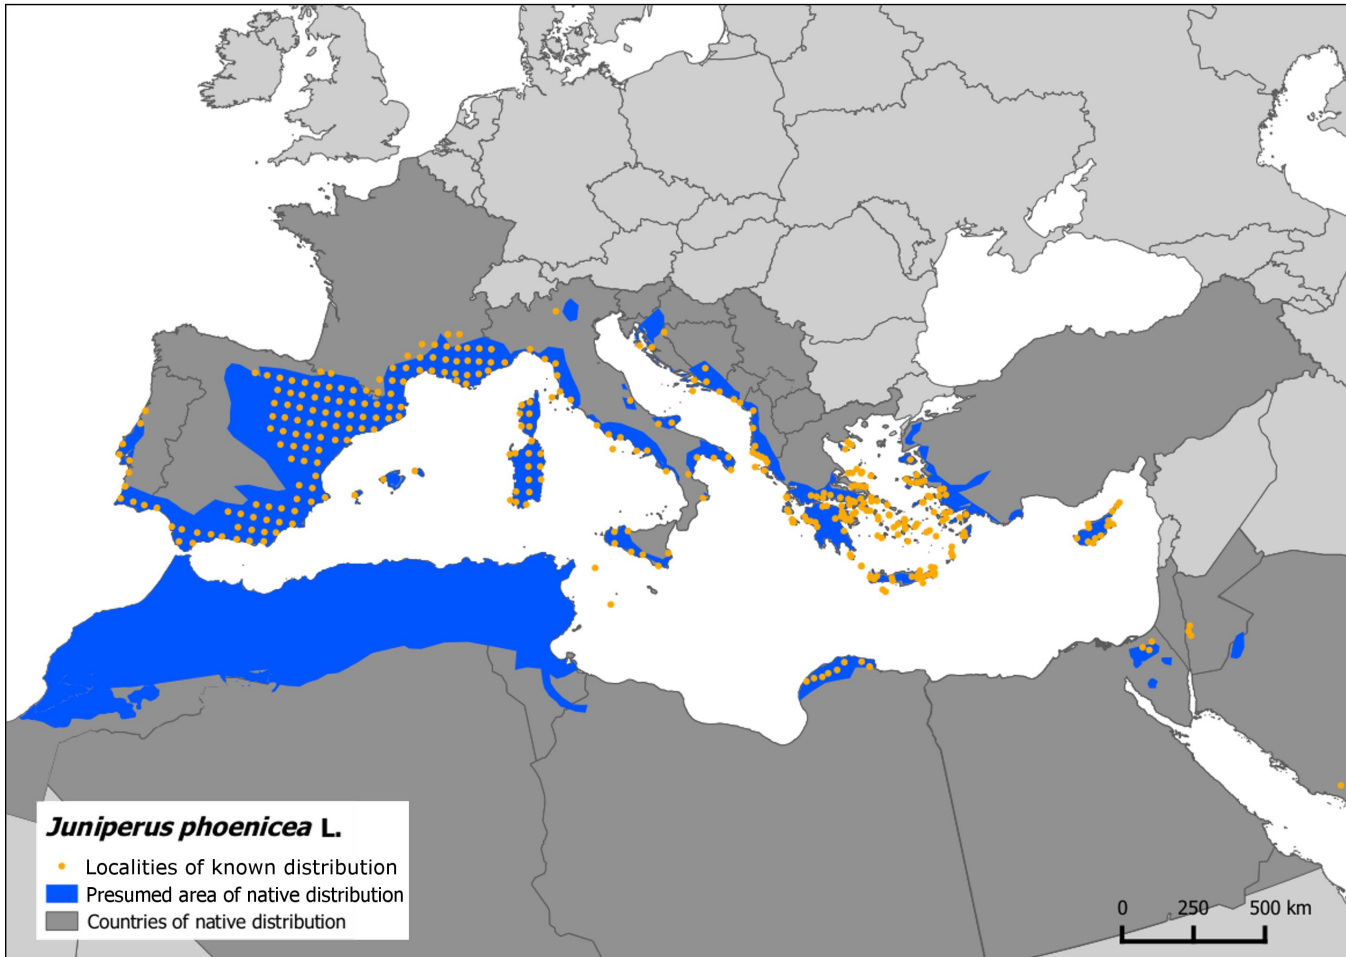 Juniperus phoenicea L.
Localities of known distribution
Presumed area of native distribution
Countries of native distribution
0 250 500 km